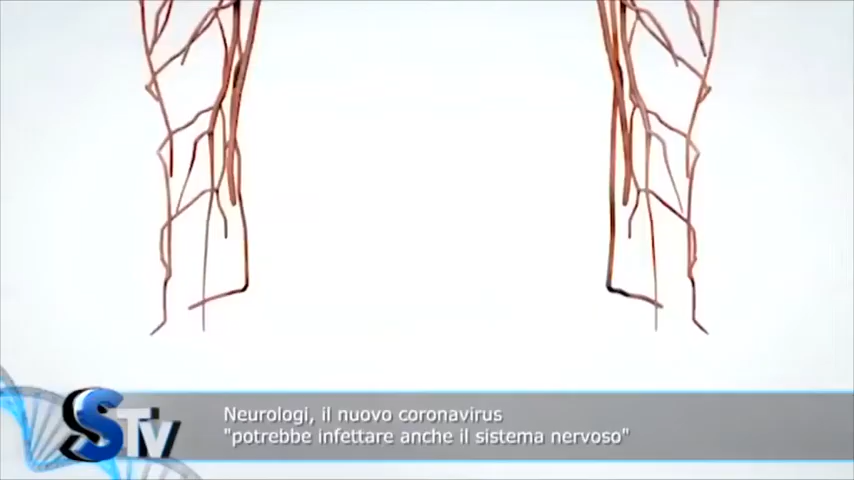 STv
Neurologi, il nuovo coronavirus
"potrebbe infettare anche il sistema nervoso"